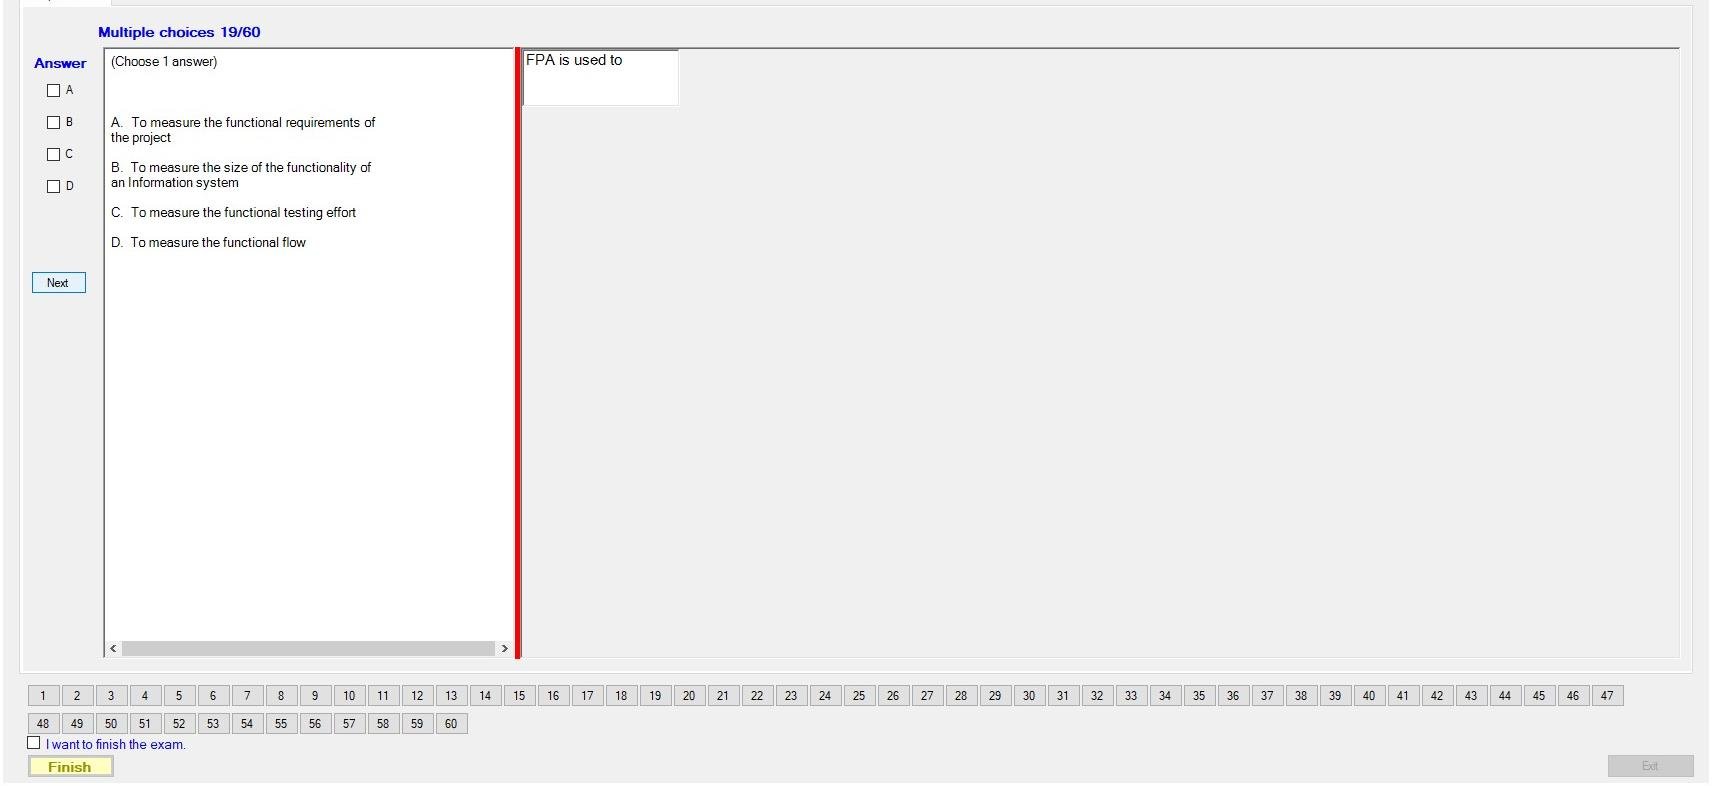 Multiple choices 19/60
Answer
(Choose 1 answer)
FPA is used to
A
B
C
D
A. To measure the functional requirements of
the project
B. To measure the size of the functionality of
an Information system
C. To measure the functional testing effort
D. To measure the functional flow
Next
1 2 3 4 5 6 7 8 9 10 11 12 13 14 15 16 17 18 19 20 21 22 23 24 25 26 27 28 29 30 31 32 33 34 35 36 37 38 39 40 41 42 43 44 45 46 47
48 49 50 51 52 53 54 55 56 57 58 59 60
I want to finish the exam.
Finish
Exit